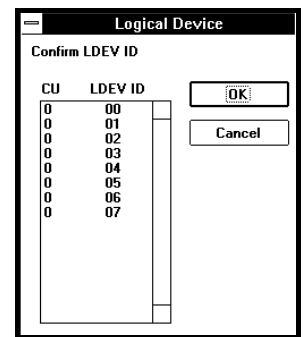 Logical Device
Confirm LDEV ID
CU LDEV ID
0 00
0 01
0 02
0 03
0 04
0 05
0 06
0 07
OK
Cancel